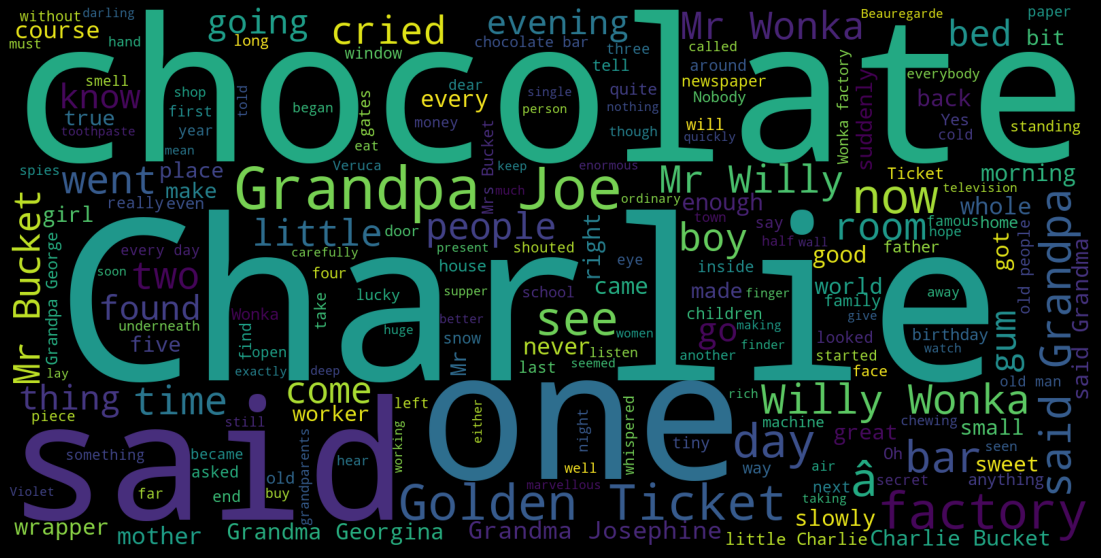 without darling
must hand
course
going
long
cried
window
evening
chocolate bar
three
tell
Mr Wonka
called
around
newspaper
Nobody
Beauregarde
paper
bed
bit
everybody
chocolate
smell
know
true
toothpaste
shop
first
year
mean
told
began
gates
eat
every
money
dear
day
single
person
quite
nothing
though
will
quickly
Wonka factory
suddenly
back
Yes
cold
standing
spies
went
place
make
really
even
Grandpa Joe
Veruca
Mrs Bucket
keep
much
enormous
ordinary
Mr Willy
enough
town
say
now
Ticket
television
whole
morning
girl
little
door
people
present
shouted
right
boy
half
wall
room
famous
home
hope
father
good
got
old people
said Grandpa
said Grandma
Mr Bucket
Grandpa George
every day
soon
two
found
underneath
five
Charlie
carefully
four
house
lucky
take
find
open
huge
supper
school
better
snow
Mr
Wonka
exactly
deep
see
never
listen
last
seemed
eye
came
children
women
inside
made
finger
go
making
another
finder
world
family
give
looked
started
face
away
birthday
watch
gum
lay
thing
time
come
worker
left
one
either
night
well
whispered
tiny
rich
day
way
machine
Willy Wonka
old man
chewing
small
great
Oh
seen
bar
sweet
anything
piece
something
said
still
became
asked
end
old
buy
hear
grandparents
working
marvellous
Golden Ticket
air
next
taking
â
secret
slowly
factory
Violet
far
wrapper
mother
Grandma Georgina
Grandma Josephine
little Charlie
Charlie Bucket